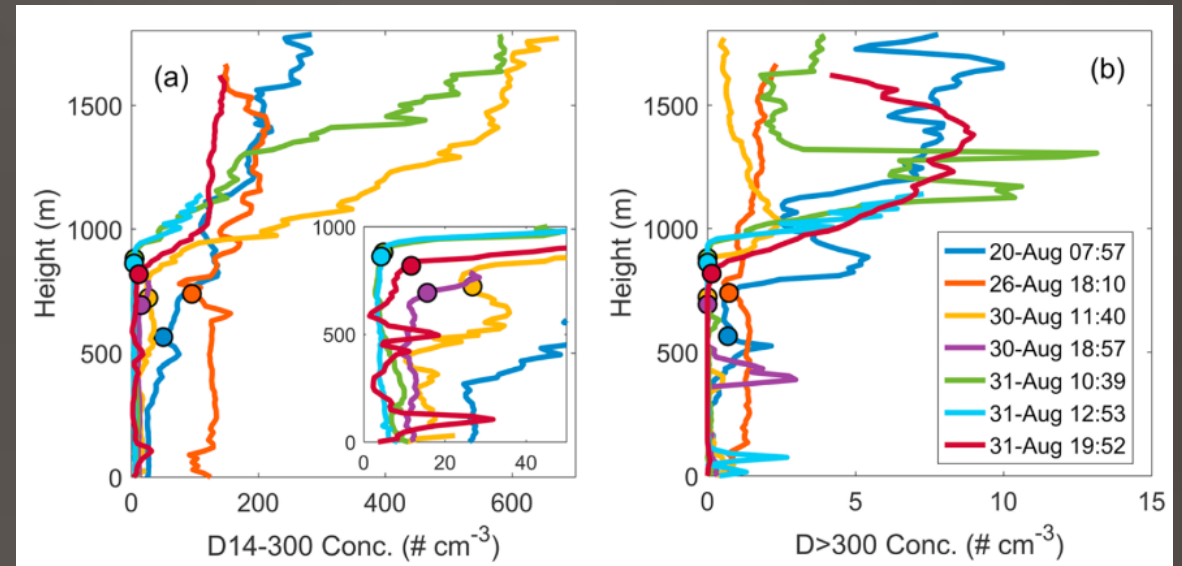 (a)
1500
1000
500
0
Height (m)
0
200
400
600
D14-300 Conc. (# cm-3)
1000
500
0
0
20
40
(b)
1500
1000
500
0
Height (m)
0
5
10
15
D>300 Conc. (# cm-3)
20-Aug 07:57
26-Aug 18:10
30-Aug 11:40
30-Aug 18:57
31-Aug 10:39
31-Aug 12:53
31-Aug 19:52